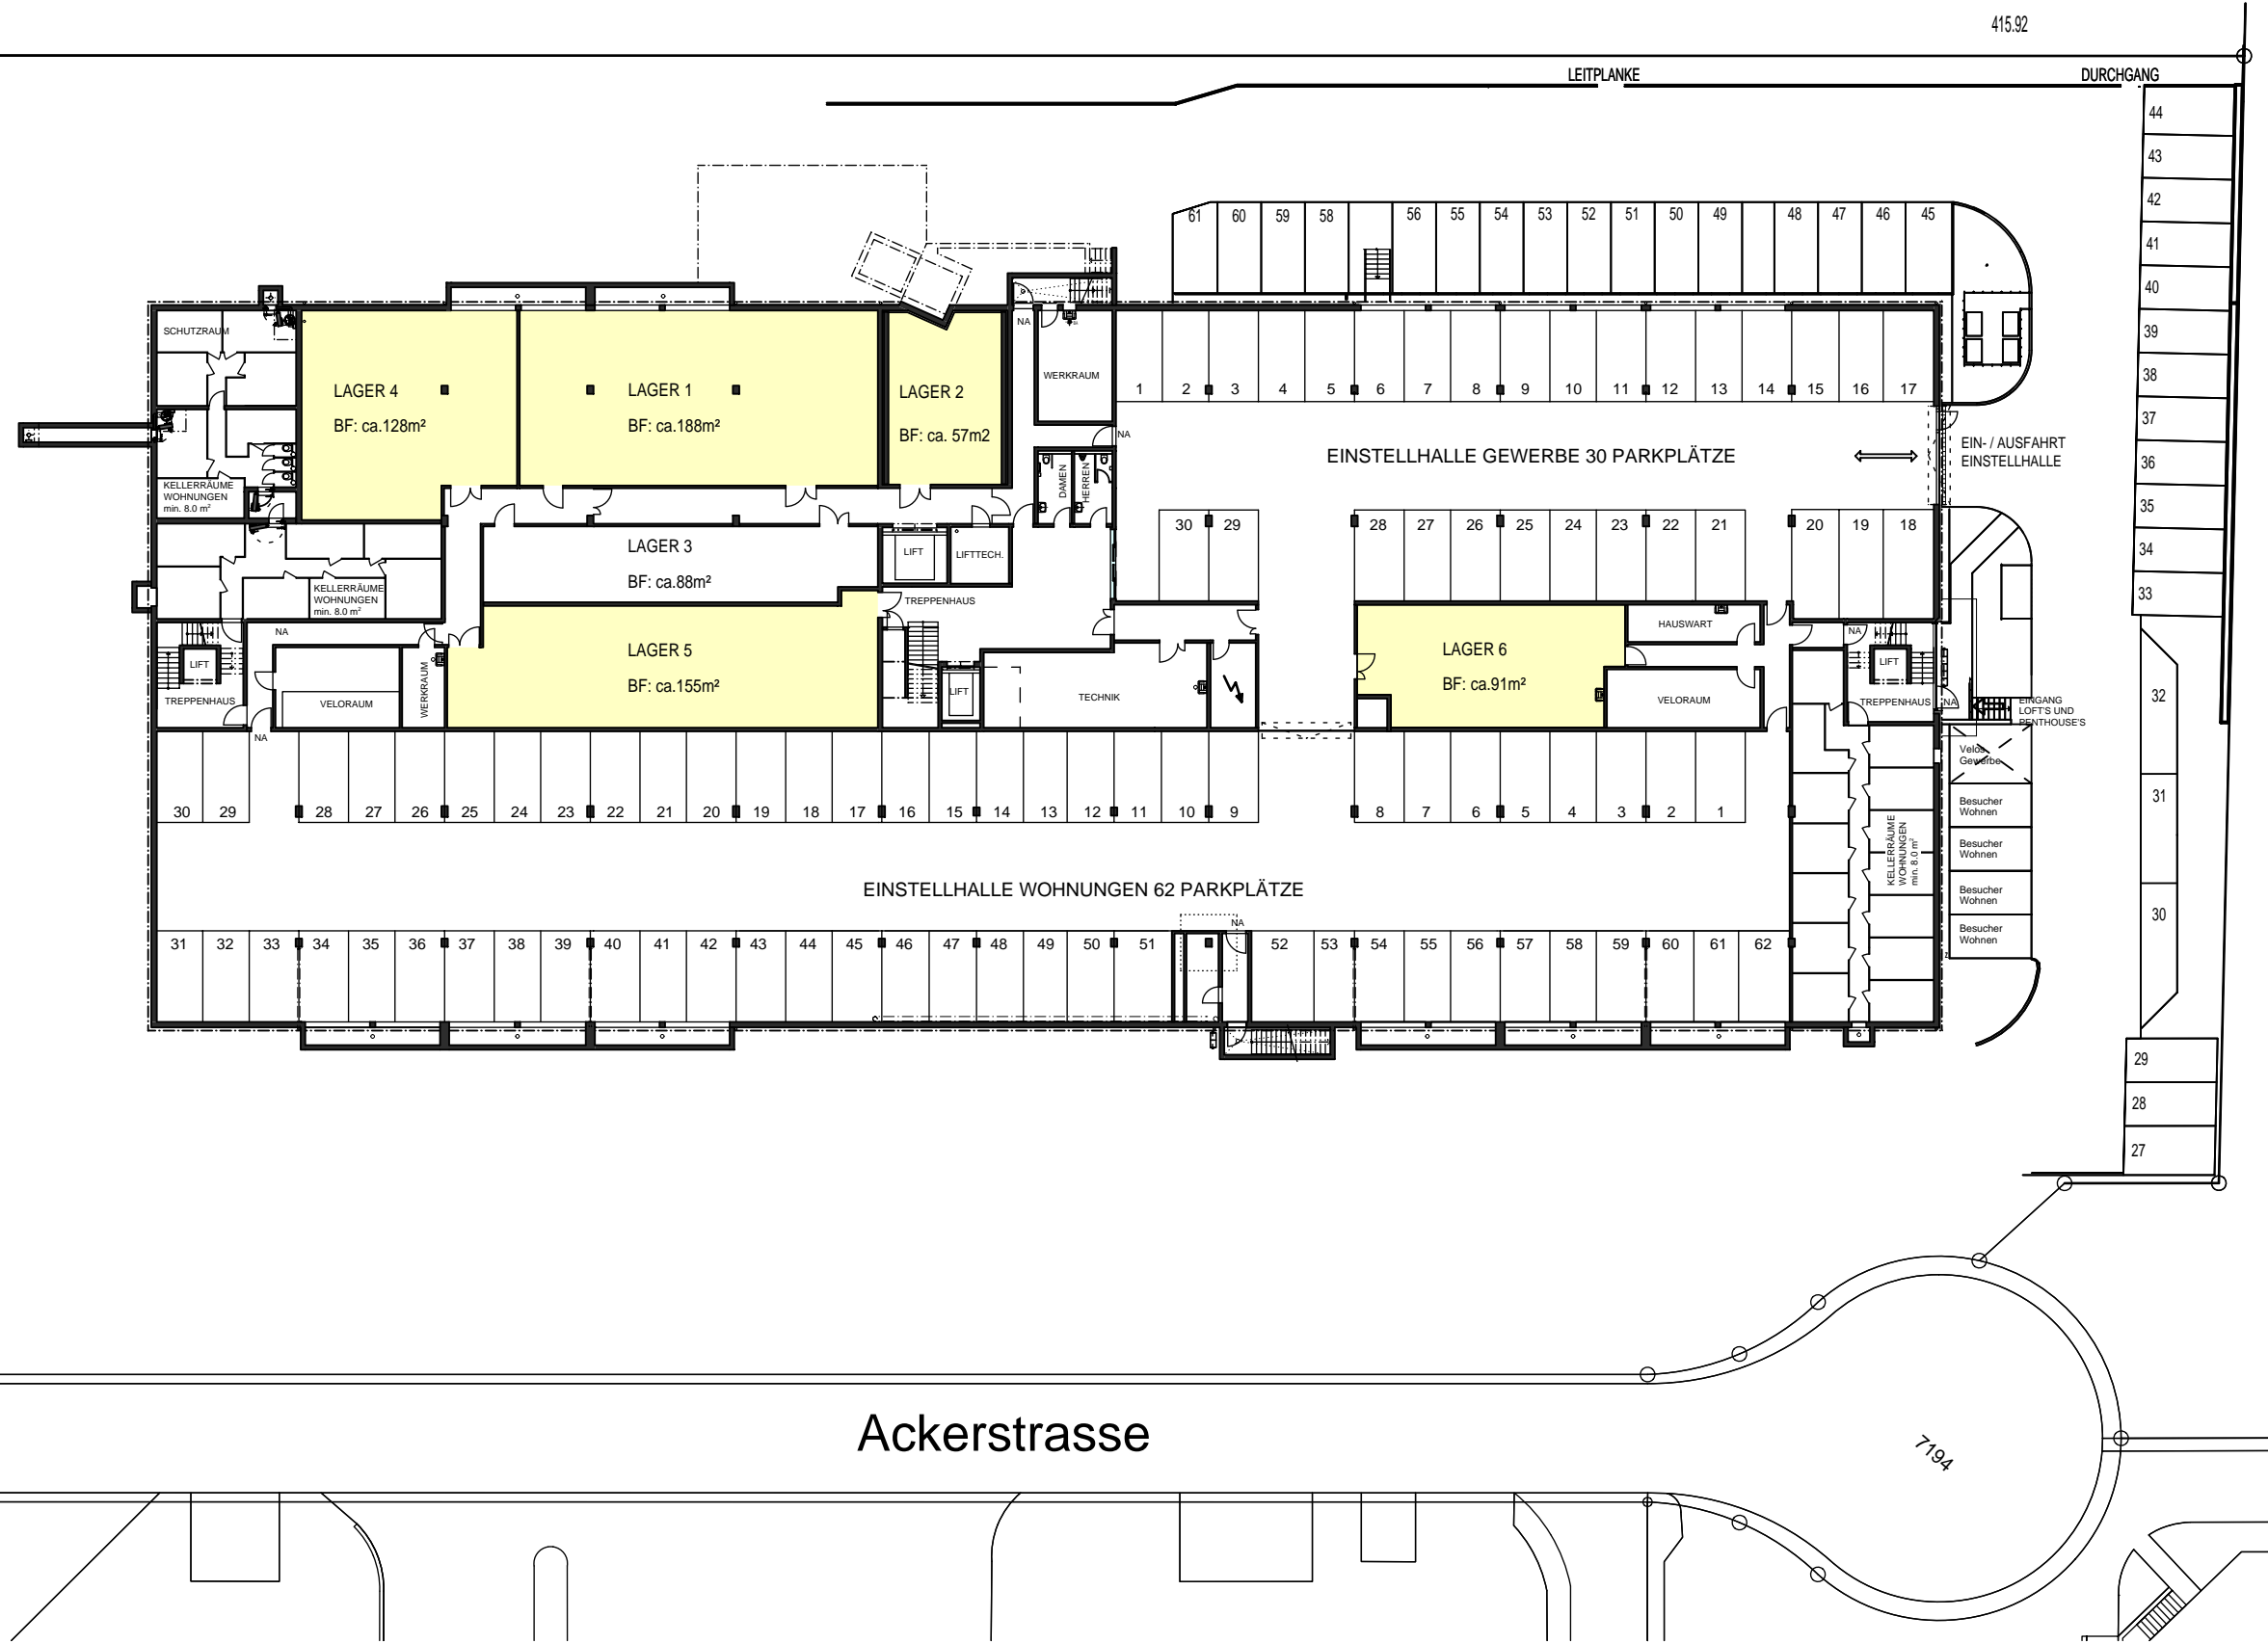 415.92
LEITPLANKE
DURCHGANG
44
43
42
41
40
39
38
37
36
35
34
33
32
31
30
29
28
27
61 60 59 58 56 55 54 53 52 51 50 49 48 47 46 45
SCHUTZRAUM
LAGER 4
BF: ca.128m²
LAGER 1
BF: ca.188m²
LAGER 2
BF: ca. 57m2
NA
WERKRAUM
NA
DAMEN
HERREN
1 2 3 4 5 6 7 8 9 10 11 12 13 14 15 16 17
EINSTELLHALLE GEWERBE 30 PARKPLÄTZE
EIN- / AUSFAHRT
EINSTELLHALLE
30 29 28 27 26 25 24 23 22 21 20 19 18
KELLERRÄUME
WOHNUNGEN
min. 8.0 m²
LAGER 3
BF: ca.88m²
LIFT
LIFTTECH.
KELLERRÄUME
WOHNUNGEN
min. 8.0 m²
TREPPENHAUS
NA
LIFT
TREPPENHAUS
VELORAUM
WERKRAUM
LAGER 5
BF: ca.155m²
LIFT
TECHNIK
LAGER 6
BF: ca.91m²
HAUSWART
VELORAUM
NA
LIFT
TREPPENHAUS
NA
EINGANG
LOFT'S UND
PENTHOUSE'S
NA
Velos
Gewerbe
Besucher
Wohnen
Besucher
Wohnen
Besucher
Wohnen
Besucher
Wohnen
30 29 28 27 26 25 24 23 22 21 20 19 18 17 16 15 14 13 12 11 10 9 8 7 6 5 4 3 2 1
KELLERRÄUME
WOHNUNGEN
min. 8.0 m²
EINSTELLHALLE WOHNUNGEN 62 PARKPLÄTZE
NA
31 32 33 34 35 36 37 38 39 40 41 42 43 44 45 46 47 48 49 50 51 52 53 54 55 56 57 58 59 60 61 62
Ackerstrasse
7194